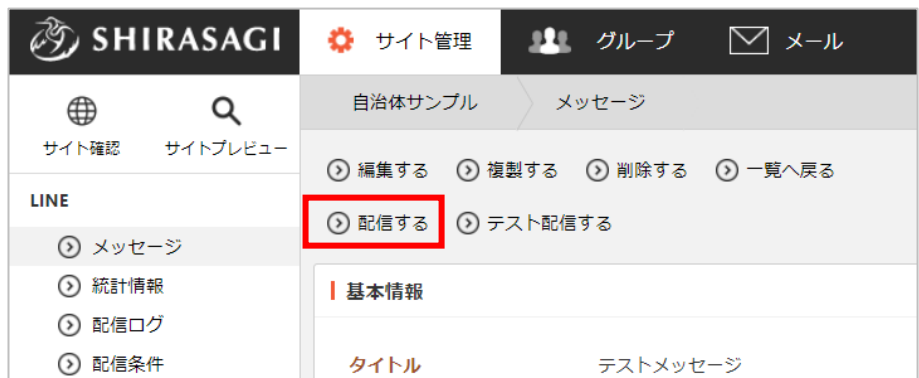 SHIRASAGI
サイト管理 グループ メール
サイト確認 サイトプレビュー
LINE
メッセージ
統計情報
配信ログ
配信条件
自治体サンプル メッセージ
編集する 複製する 削除する 一覧へ戻る
配信する テスト配信する
基本情報
タイトル テストメッセージ